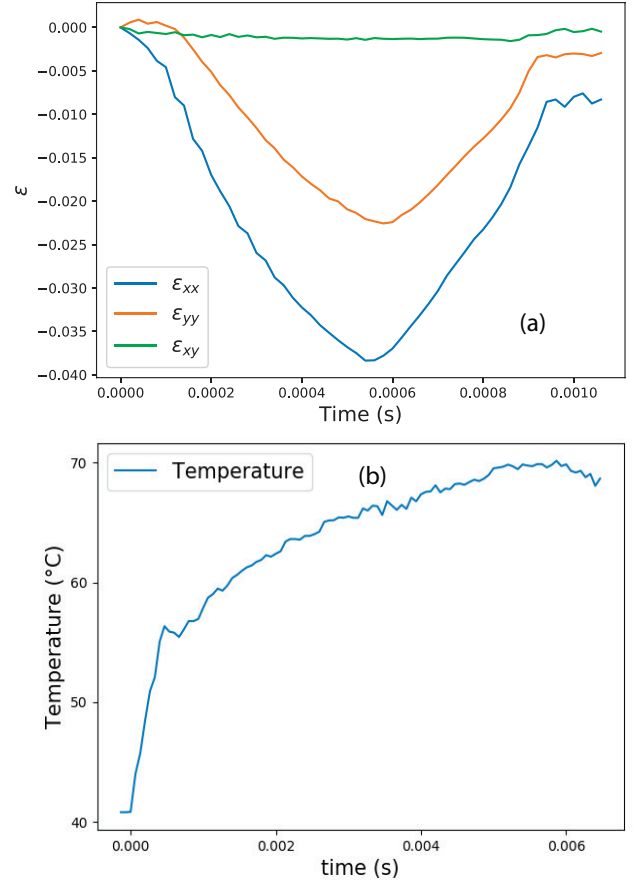 0.000
−0.005
−0.010
−0.015
−0.020
−0.025
−0.030
−0.035
−0.040
ε
εxx
εyy
εxy
(a)
0.0000 0.0002 0.0004 0.0006 0.0008 0.0010
Time (s)
70
60
50
40
Temperature (°C)
Temperature
(b)
0.000 0.002 0.004 0.006
time (s)